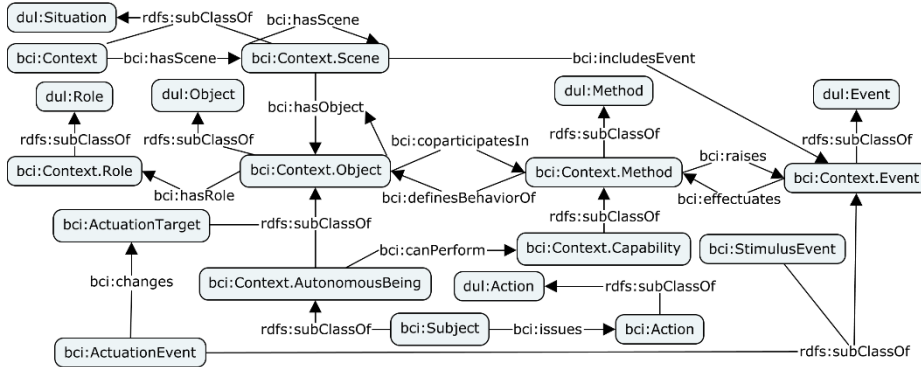 dul:Situation
rdfs:subClassOf
bci:hasScene
bci:Context
bci:hasScene
bci:Context.Scene
bci:includesEvent
dul:Role
dul:Object
bci:hasObject
dul:Method
dul:Event
rdfs:subClassOf
rdfs:subClassOf
bci:coparticipatesIn
rdfs:subClassOf
rdfs:subClassOf
bci:raises
bci:Context.Role
bci:Context.Object
bci:Context.Method
bci:Context.Event
bci:hasRole
bci:definesBehaviorOf
bci:effectuates
bci:ActuationTarget
rdfs:subClassOf
rdfs:subClassOf
bci:canPerform
bci:Context.Capability
bci:StimulusEvent
bci:changes
bci:Context.AutonomousBeing
dul:Action
rdfs:subClassOf
rdfs:subClassOf
bci:Subject
bci:issues
bci:Action
bci:ActuationEvent
rdfs:subClassOf